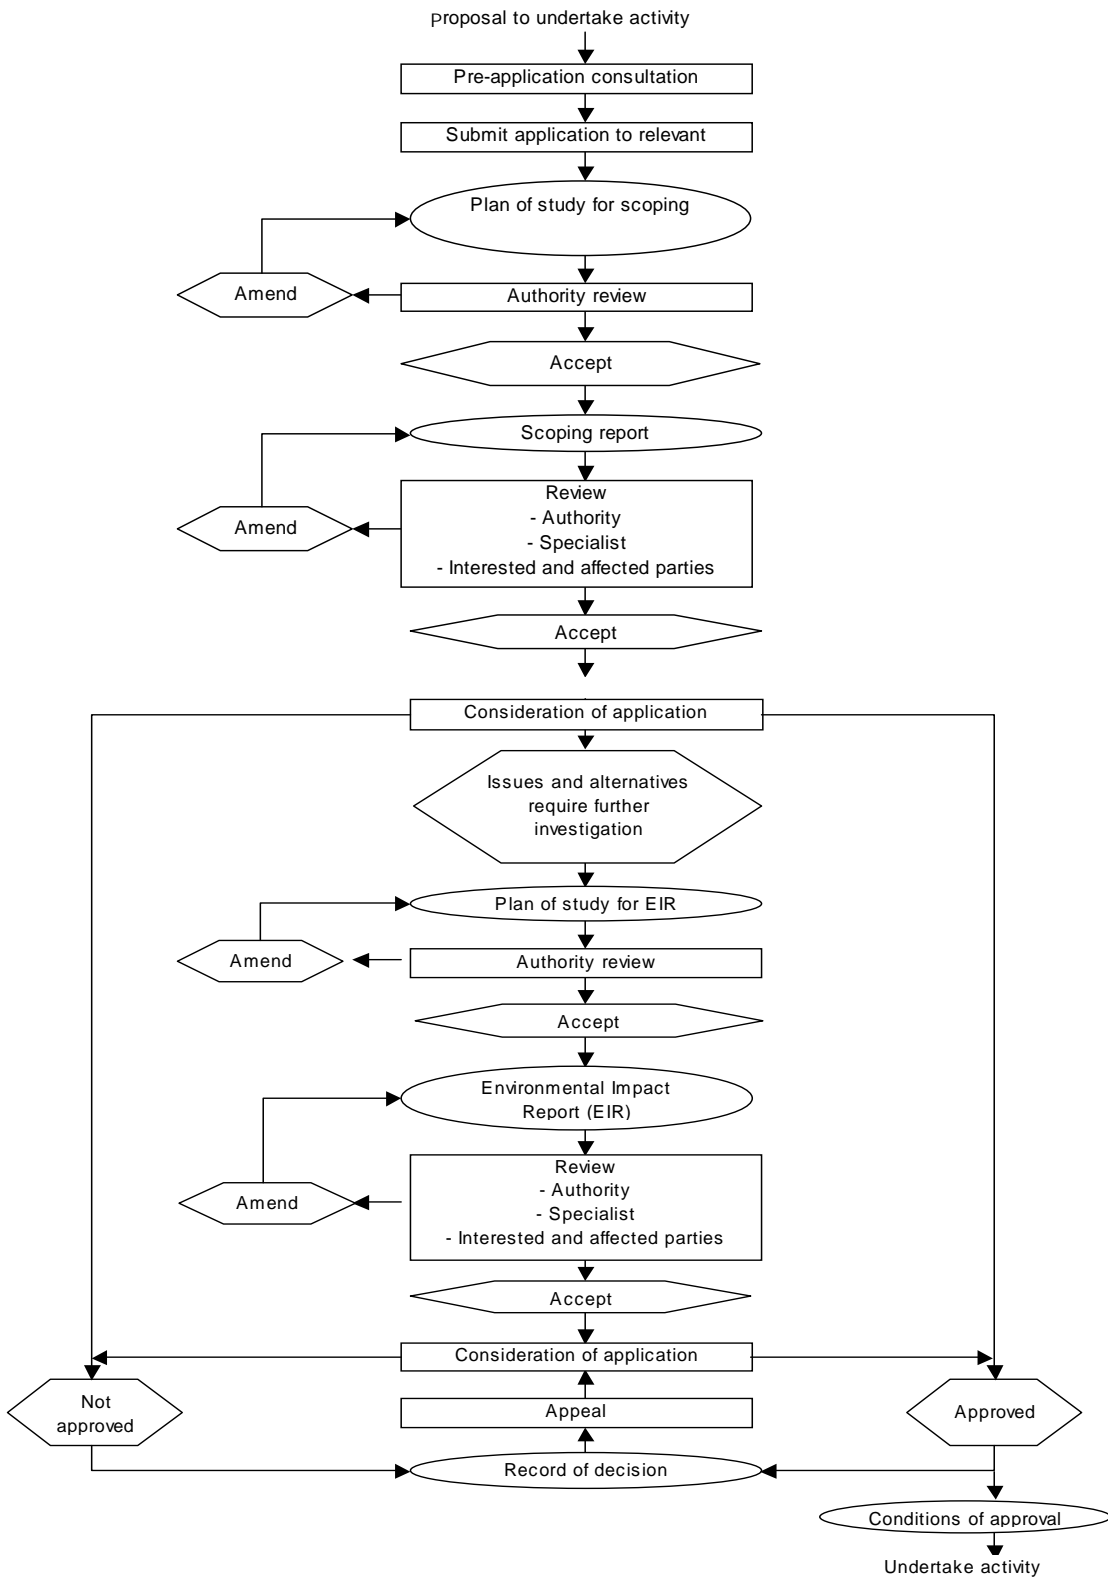 Proposal to undertake activity
Pre-application consultation
Submit application to relevant
Plan of study for scoping
Amend
Authority review
Accept
Scoping report
Review
- Authority
- Specialist
- Interested and affected parties
Amend
Accept
Consideration of application
Issues and alternatives
require further
investigation
Plan of study for EIR
Amend
Authority review
Accept
Environmental Impact
Report (EIR)
Review
- Authority
- Specialist
- Interested and affected parties
Amend
Accept
Consideration of application
Not
approved
Appeal
Approved
Record of decision
Conditions of approval
Undertake activity